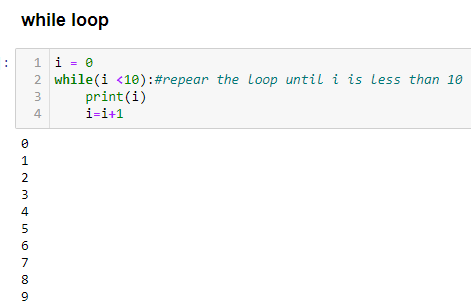 while loop
:
1 i = 0
2 while(i <10):#repear the loop until i is less than 10
3     print(i)
4     i=i+1
0
1
2
3
4
5
6
7
8
9